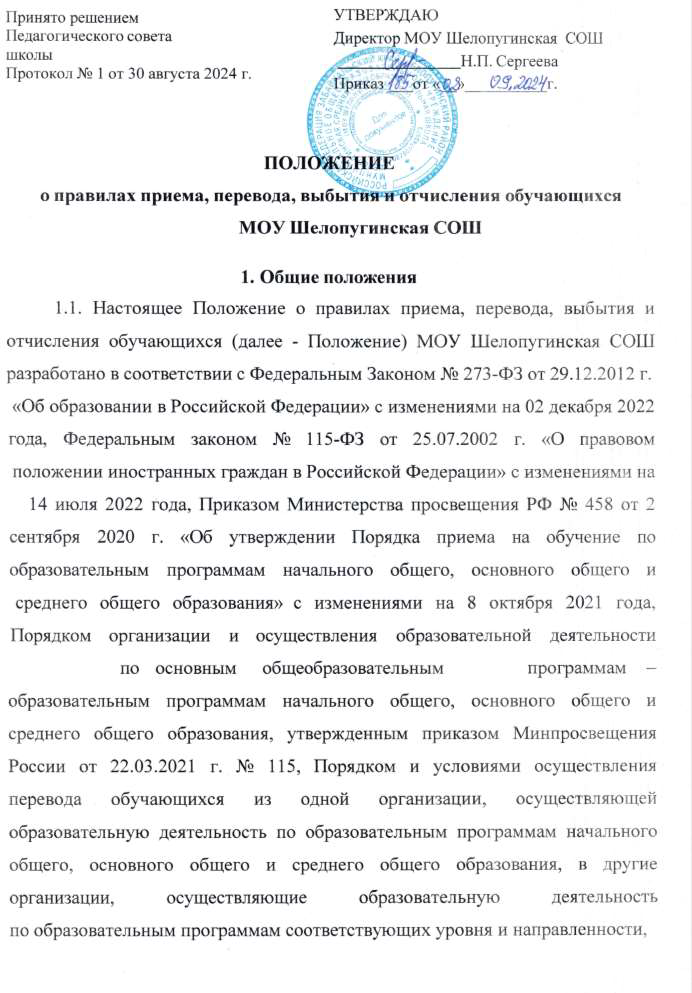 Принято решением
Педагогического совета
школы
Протокол № 1 от 30 августа 2024 г.
УТВЕРЖДАЮ
Директор МОУ Шелопугинская СОШ
Н.П. Сергеева
Приказ 185 от «02» 09.2024 г.
Для документов
ПОЛОЖЕНИЕ
о правилах приема, перевода, выбытия и отчисления обучающихся
МОУ Шелопугинская СОШ
1. Общие положения
1.1. Настоящее Положение о правилах приема, перевода, выбытия и
отчисления обучающихся (далее - Положение) МОУ Шелопугинская СОШ
разработано в соответствии с Федеральным Законом № 273-ФЗ от 29.12.2012 г.
«Об образовании в Российской Федерации» с изменениями на 02 декабря 2022
года, Федеральным законом № 115-ФЗ от 25.07.2002 г. «О правовом
положении иностранных граждан в Российской Федерации» с изменениями на
14 июля 2022 года, Приказом Министерства просвещения РФ № 458 от 2
сентября 2020 г. «Об утверждении Порядка приема на обучение по
образовательным программам начального общего, основного общего и
среднего общего образования» с изменениями на 8 октября 2021 года,
Порядком организации и осуществления образовательной деятельности
по основным общеобразовательным программам –
образовательным программам начального общего, основного общего и
среднего общего образования, утвержденным приказом Минпросвещения
России от 22.03.2021 г. № 115, Порядком и условиями осуществления
перевода обучающихся из одной организации, осуществляющей
образовательную деятельность по образовательным программам начального
общего, основного общего и среднего общего образования, в другие
организации, осуществляющие образовательную деятельность
по образовательным программам соответствующих уровня и направленности,